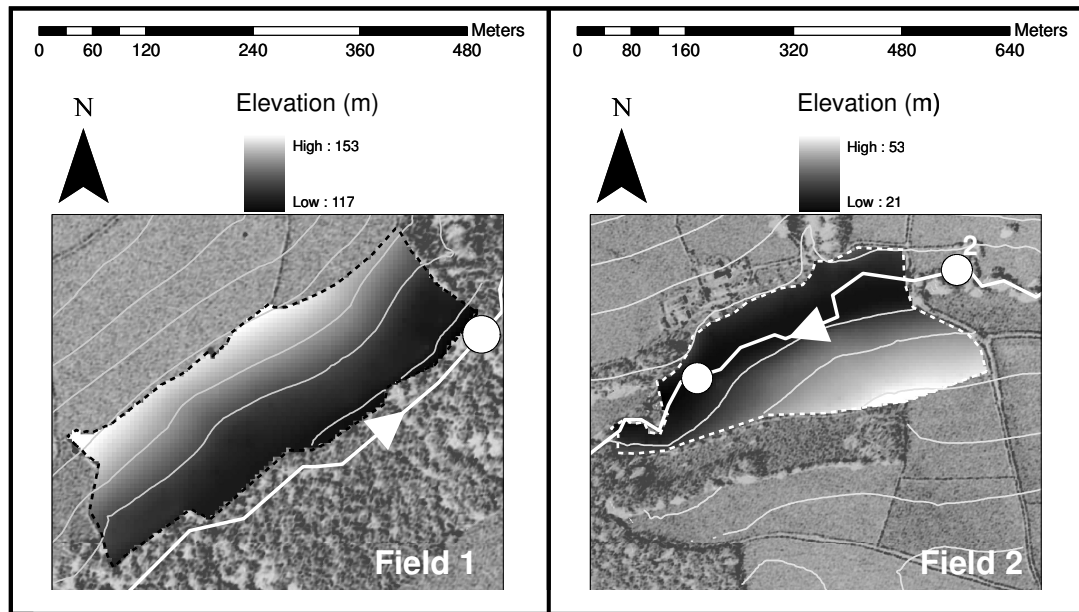 Meters
0 60 120 240 360 480
N
Elevation (m)
High : 153
Low : 117
Field 1
Meters
0 40 80 160 320 480 640
N
Elevation (m)
High : 53
Low : 21
2
Field 2